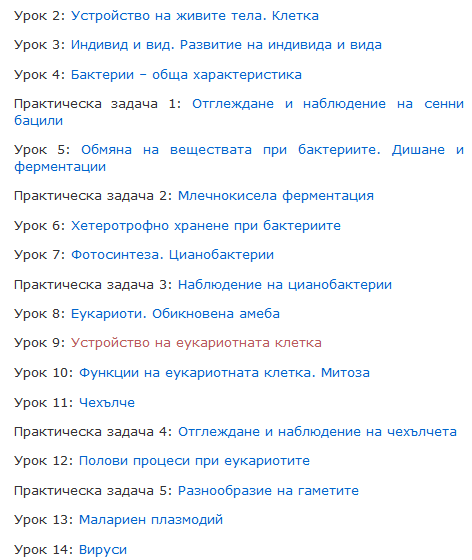 Урок 2: Устройство на живите тела. Клетка
Урок 3: Индивид и вид. Развитие на индивида и вида
Урок 4: Бактерии – обща характеристика
Практическа задача 1: Отглеждане и наблюдение на сенни
бацили
Урок 5: Обмяна на веществата при бактериите. Дишане и
ферментации
Практическа задача 2: Млечнокисела ферментация
Урок 6: Хетеротрофно хранене при бактериите
Урок 7: Фотосинтеза. Цианобактерии
Практическа задача 3: Наблюдение на цианобактерии
Урок 8: Еукариоти. Обикновена амеба
Урок 9: Устройство на еукариотната клетка
Урок 10: Функции на еукариотната клетка. Митоза
Урок 11: Чехълче
Практическа задача 4: Отглеждане и наблюдение на чехълчета
Урок 12: Полови процеси при еукариотите
Практическа задача 5: Разнообразие на гаметите
Урок 13: Малариен плазмодий
Урок 14: Вируси